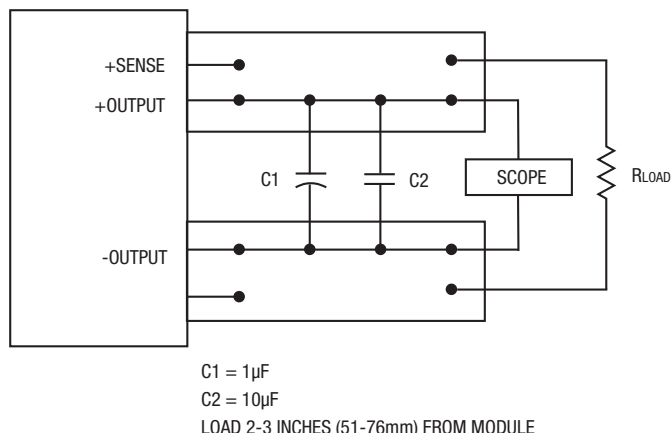 +SENSE
+OUTPUT
C1
C2
SCOPE
RLOAD
-OUTPUT
C1 = 1µF
C2 = 10µF
LOAD 2-3 INCHES (51-76mm) FROM MODULE